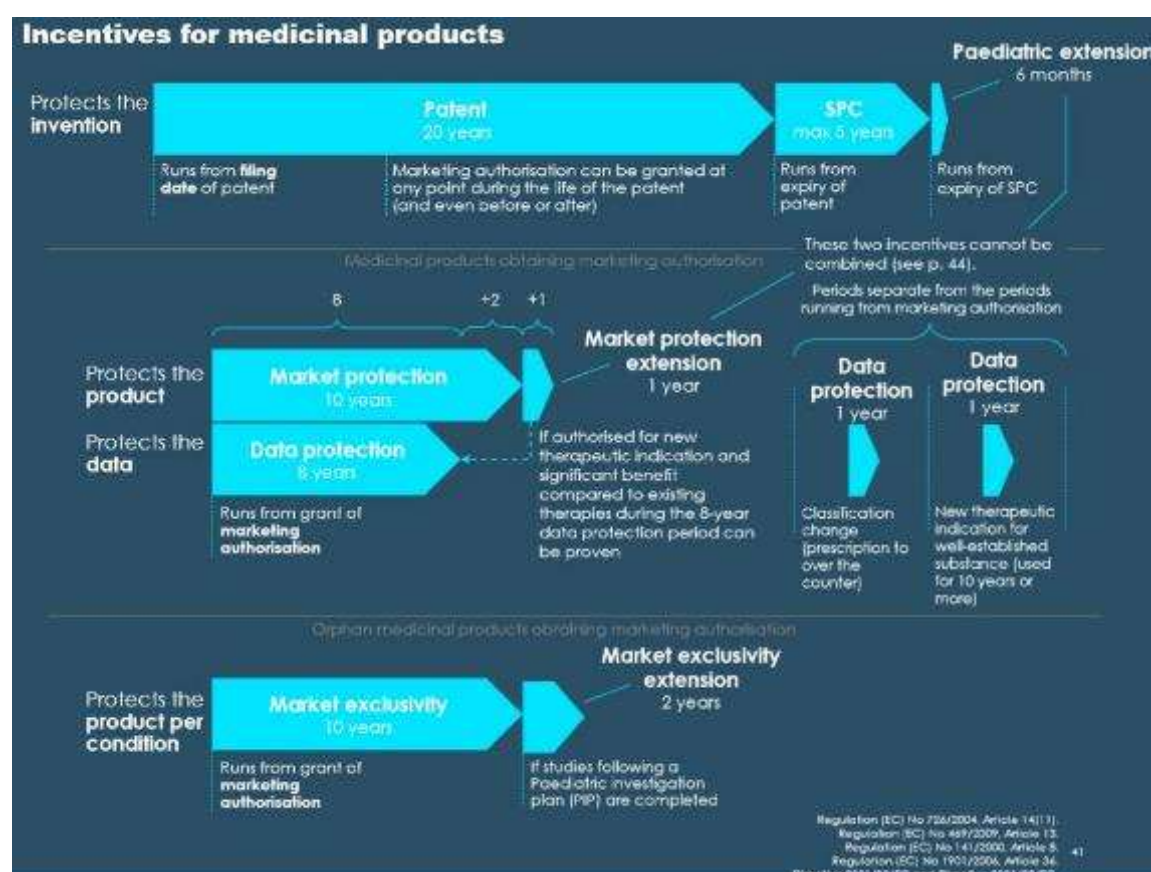 Incentives for medicinal products
Paediatric extension
6 months
Protects the
invention
Patent
20 years
SPC
max 5 years
Runs from filing
date of patent
Marketing authorisation can be granted at
any point during the life of the patent
(and even before or after)
Runs from
expiry of
patent
Runs from
expiry of SPC
These two incentives cannot be
combined (see p. 44).
Medicinal products obtaining marketing authorisation
Periods separate from the periods
running from marketing authorisation
8
+2
+1
Market protection
extension
1 year
Protects the
product
Market protection
10 years
Data
protection
1 year
Data
protection
1 year
Protects the
data
Data protection
8 years
If authorised for new
therapeutic indication and
significant benefit
compared to existing
therapies during the 8-year
data protection period can
be proven
Runs from grant of
marketing
authorisation
Classification
change
(prescription to
over the
counter)
New therapeutic
indication for
well-established
substance (used
for 10 years or
more)
Orphan medicinal products obtaining marketing authorisation
Market exclusivity
extension
2 years
Protects the
product per
condition
Market exclusivity
10 years
Runs from grant of
marketing
authorisation
If studies following a
Paediatric investigation
plan (PIP) are completed
Regulation (EC) No 726/2004, Article 14(11).
Regulation (EC) No 469/2009, Article 13.
Regulation (EC) No 141/2000, Article 8.
Regulation (EC) No 1901/2006, Article 36.
41